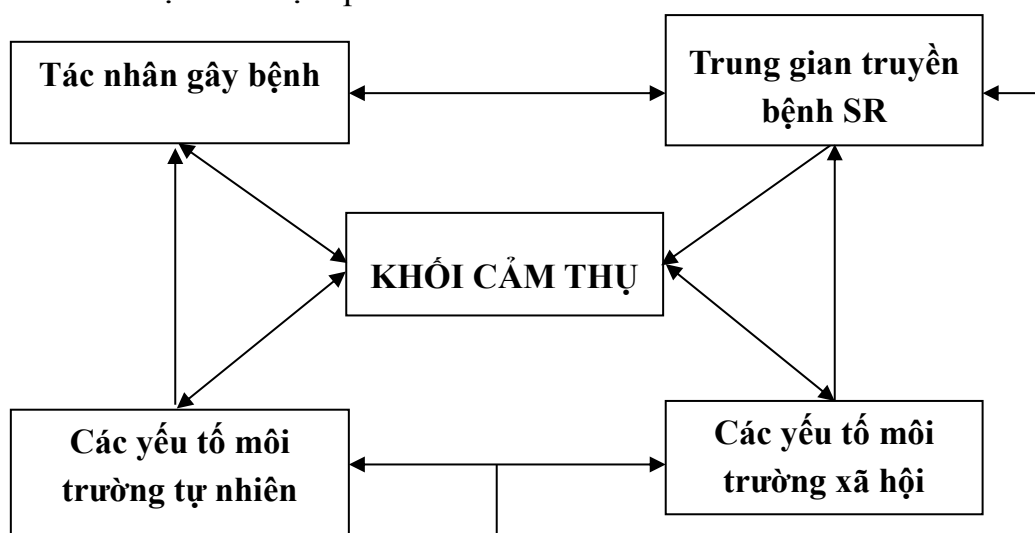 Tác nhân gây bệnh
Trung gian truyền
bệnh SR
KHỐI CẢM THỤ
Các yếu tố môi
trường tự nhiên
Các yếu tố môi
trường xã hội